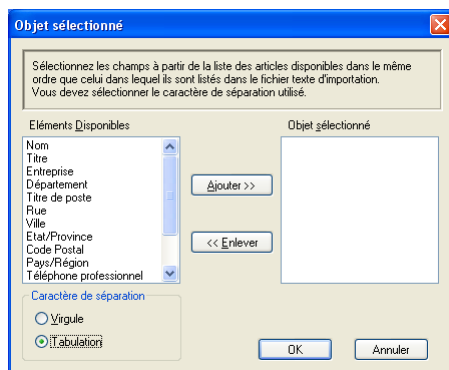 Objet sélectionné
Sélectionnez les champs à partir de la liste des articles disponibles dans le même
ordre que celui dans lequel ils sont listés dans le fichier texte d'importation.
Vous devez sélectionner le caractère de séparation utilisé.
Eléments Disponibles
Objet sélectionné
Nom
Titre
Entreprise
Département
Titre de poste
Rue
Ville
Etat/Province
Code Postal
Pays/Région
Téléphone professionnel
Ajouter >>
<< Enlever
Caractère de séparation
Virgule
Tabulation
OK
Annuler